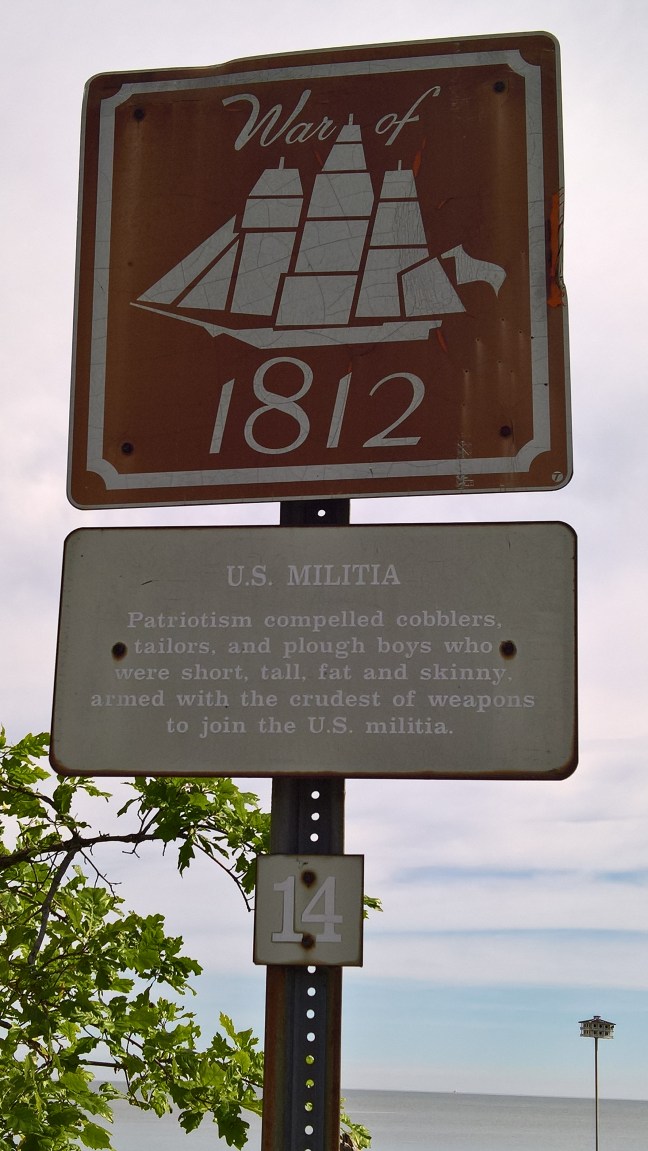 War of
1812
U.S. MILITIA
Patriotism compelled cobblers,
tailors, and plough boys who
were short, tall, fat and skinny.
armed with the crudest of weapons
to join the U.S. militia.
14